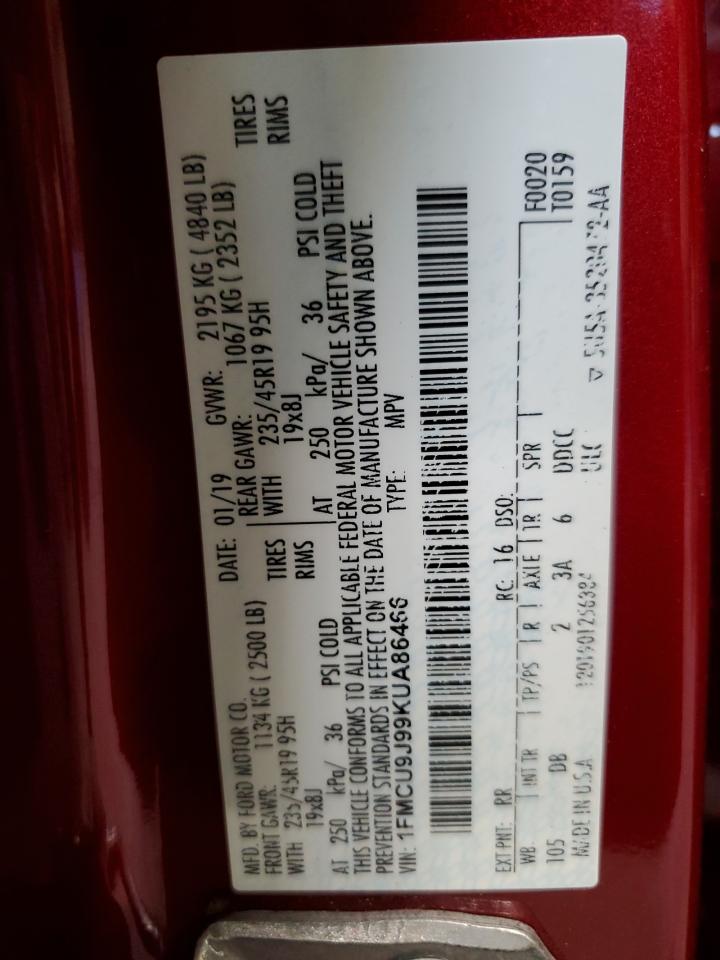 MFD. BY FORD MOTOR CO. DATE: 01/19 GVWR: 2195 KG ( 4840 LB)
FRONT GAWR: 1134 KG ( 2500 LB) REAR GAWR: 1067 KG ( 2352 LB)
WITH 235/45R19 95H TIRES WITH 235/45R19 95H TIRES
19x8J RIMS 19x8J RIMS
AT 250 kPa/ 36 PSI COLD AT 250 kPa/ 36 PSI COLD
THIS VEHICLE CONFORMS TO ALL APPLICABLE FEDERAL MOTOR VEHICLE SAFETY AND THEFT
PREVENTION STANDARDS IN EFFECT ON THE DATE OF MANUFACTURE SHOWN ABOVE.
VIN: 1FMCU9J99KUA86466 TYPE: MPV
EXT PNT: RR RC: 16 DSO: F0020
WB INT TR TP/PS R AXLE TR SPR T0159
105 DB 2 3A 6 DDCC
MADE IN U.S.A ULC